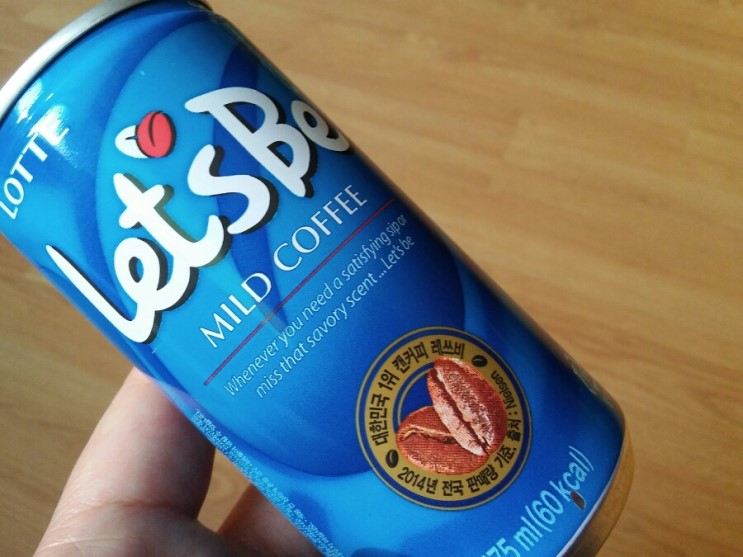 LOTTE
Let's Be
MILD COFFEE
Whenever you need a satisfying sip or
miss that savory scent ... Let's be
대한민국 1위 캔커피 레쓰비
2014년 전국 판매량 기준, 출처 : Nielsen
75 ml(60 kcal)